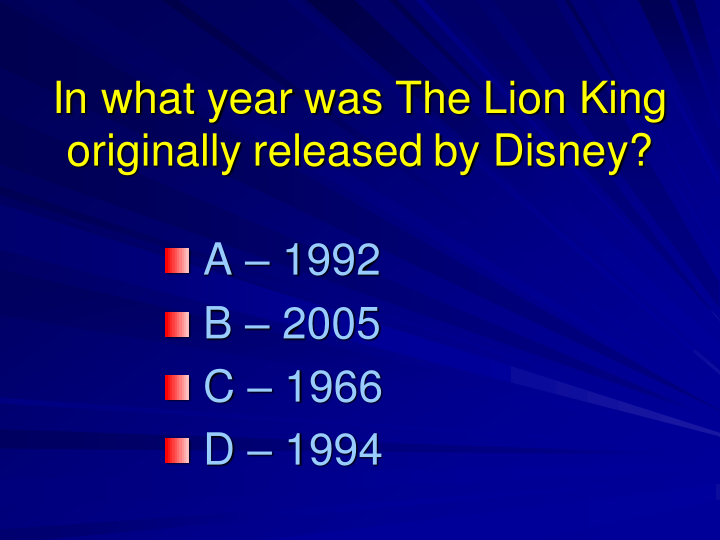 In what year was The Lion King
originally released by Disney?
A – 1992
B – 2005
C – 1966
D – 1994